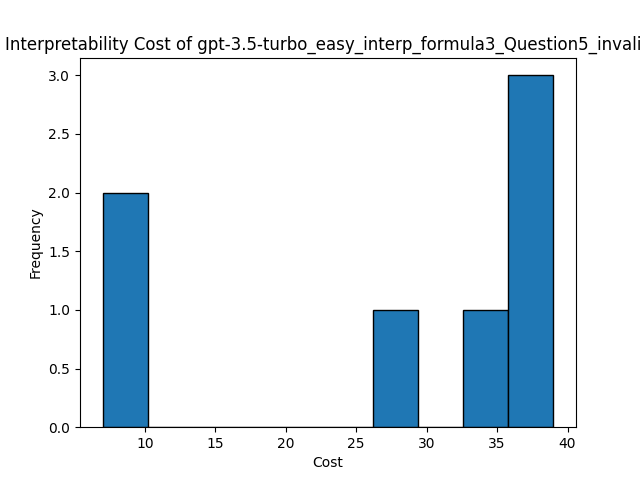 Interpretability Cost of gpt-3.5-turbo_easy_interp_formula3_Question5_invali
3.0
2.5
2.0
1.5
1.0
0.5
0.0
Frequency
10 15 20 25 30 35 40
Cost